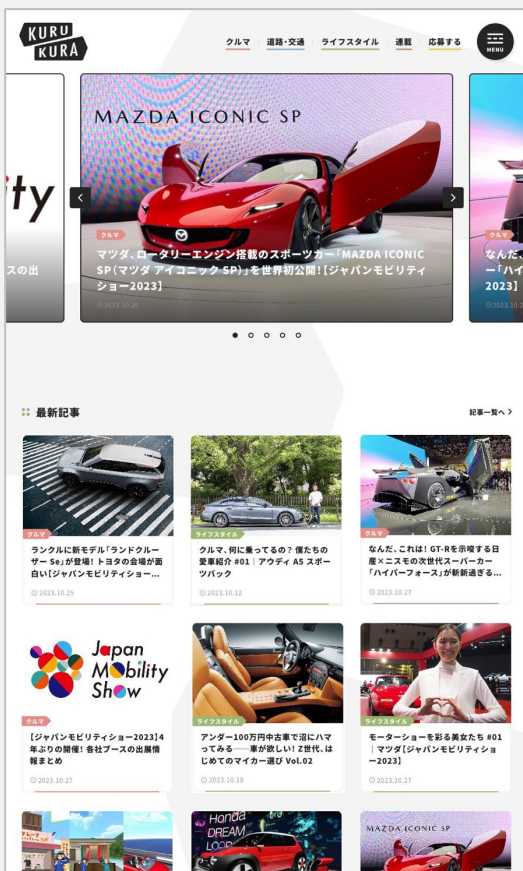 KURU
KURA
クルマ
道路・交通
ライフスタイル
連載
応募する
MENU
ity
MAZDA ICONIC SP
クルマ
クルマ
マツダ、ロータリーエンジン搭載のスポーツカー「MAZDA ICONIC
SP（マツダ アイコニック SP）」を世界初公開！【ジャパンモビリティ
ショー2023】
2023.10.26
スの出
なんだ、
ー「ハイ
2023】
2023.10
最新記事
記事一覧へ
クルマ
ランクルに新モデル「ランドクルー
ザー Se」が登場！ トヨタの会場が面
白い【ジャパンモビリティショー...
2023.10.25
ライフスタイル
クルマ、何に乗ってるの？ 僕たちの
愛車紹介 #01｜アウディ A5 スポー
ツバック
2023.10.12
クルマ
なんだ、これは！ GT-Rを示唆する日
産×ニスモの次世代スーパーカー
「ハイパーフォース」が斬新過ぎる...
2023.10.27
Japan
Mobility
Show
クルマ
【ジャパンモビリティショー2023】4
年ぶりの開催！ 各社ブースの出展情
報まとめ
2023.10.27
ライフスタイル
アンダー100万円中古車で沼にハマ
ってみる──車が欲しい！Z世代、は
じめてのマイカー選び Vol.02
2023.10.18
ライフスタイル
モーターショーを彩る美女たち #01
｜マツダ【ジャパンモビリティショ
ー2023】
2023.10.27
Honda
DREAM
LOOP
MAZDA ICONIC SP